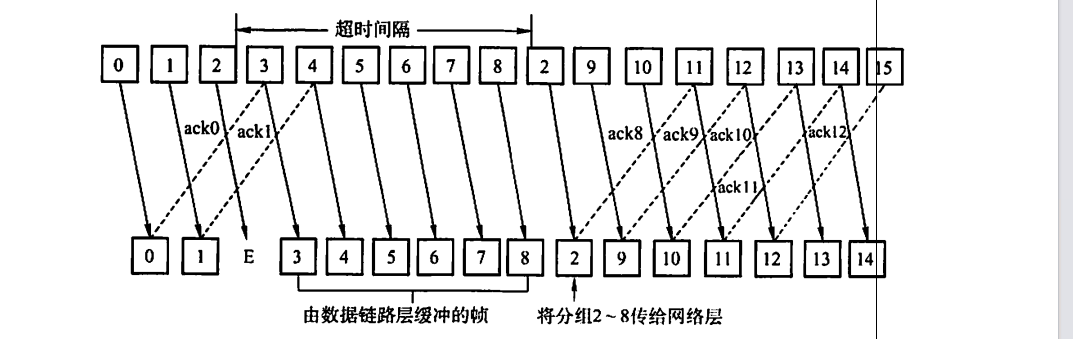 超时间隔
0 1 2 3 4 5 6 7 8 2 9 10 11 12 13 14 15
ack0 ack1 ack8 ack9 ack10 ack12
ack11
0 1 E 3 4 5 6 7 8 2 9 10 11 12 13 14
由数据链路层缓冲的帧 将分组2~8传给网络层